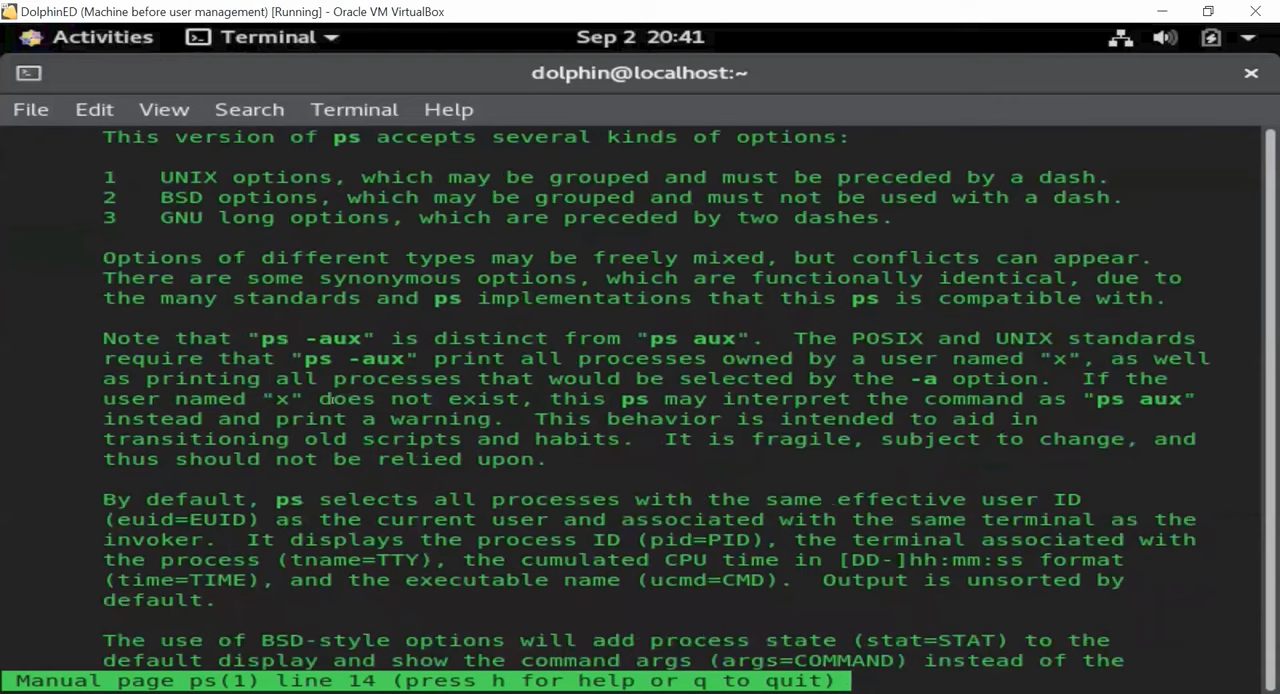 DolphinED (Machine before user management) [Running] - Oracle VM VirtualBox
Activities Terminal Sep 2 20:41
dolphin@localhost:~
File Edit View Search Terminal Help
This version of ps accepts several kinds of options:
1 UNIX options, which may be grouped and must be preceded by a dash.
2 BSD options, which may be grouped and must not be used with a dash.
3 GNU long options, which are preceded by two dashes.
Options of different types may be freely mixed, but conflicts can appear.
There are some synonymous options, which are functionally identical, due to
the many standards and ps implementations that this ps is compatible with.
Note that "ps -aux" is distinct from "ps aux". The POSIX and UNIX standards
require that "ps -aux" print all processes owned by a user named "x", as well
as printing all processes that would be selected by the -a option. If the
user named "x" does not exist, this ps may interpret the command as "ps aux"
instead and print a warning. This behavior is intended to aid in
transitioning old scripts and habits. It is fragile, subject to change, and
thus should not be relied upon.
By default, ps selects all processes with the same effective user ID
(euid=EUID) as the current user and associated with the same terminal as the
invoker. It displays the process ID (pid=PID), the terminal associated with
the process (tname=TTY), the cumulated CPU time in [DD-]hh:mm:ss format
(time=TIME), and the executable name (ucmd=CMD). Output is unsorted by
default.
The use of BSD-style options will add process state (stat=STAT) to the
default display and show the command args (args=COMMAND) instead of the
Manual page ps(1) line 14 (press h for help or q to quit)